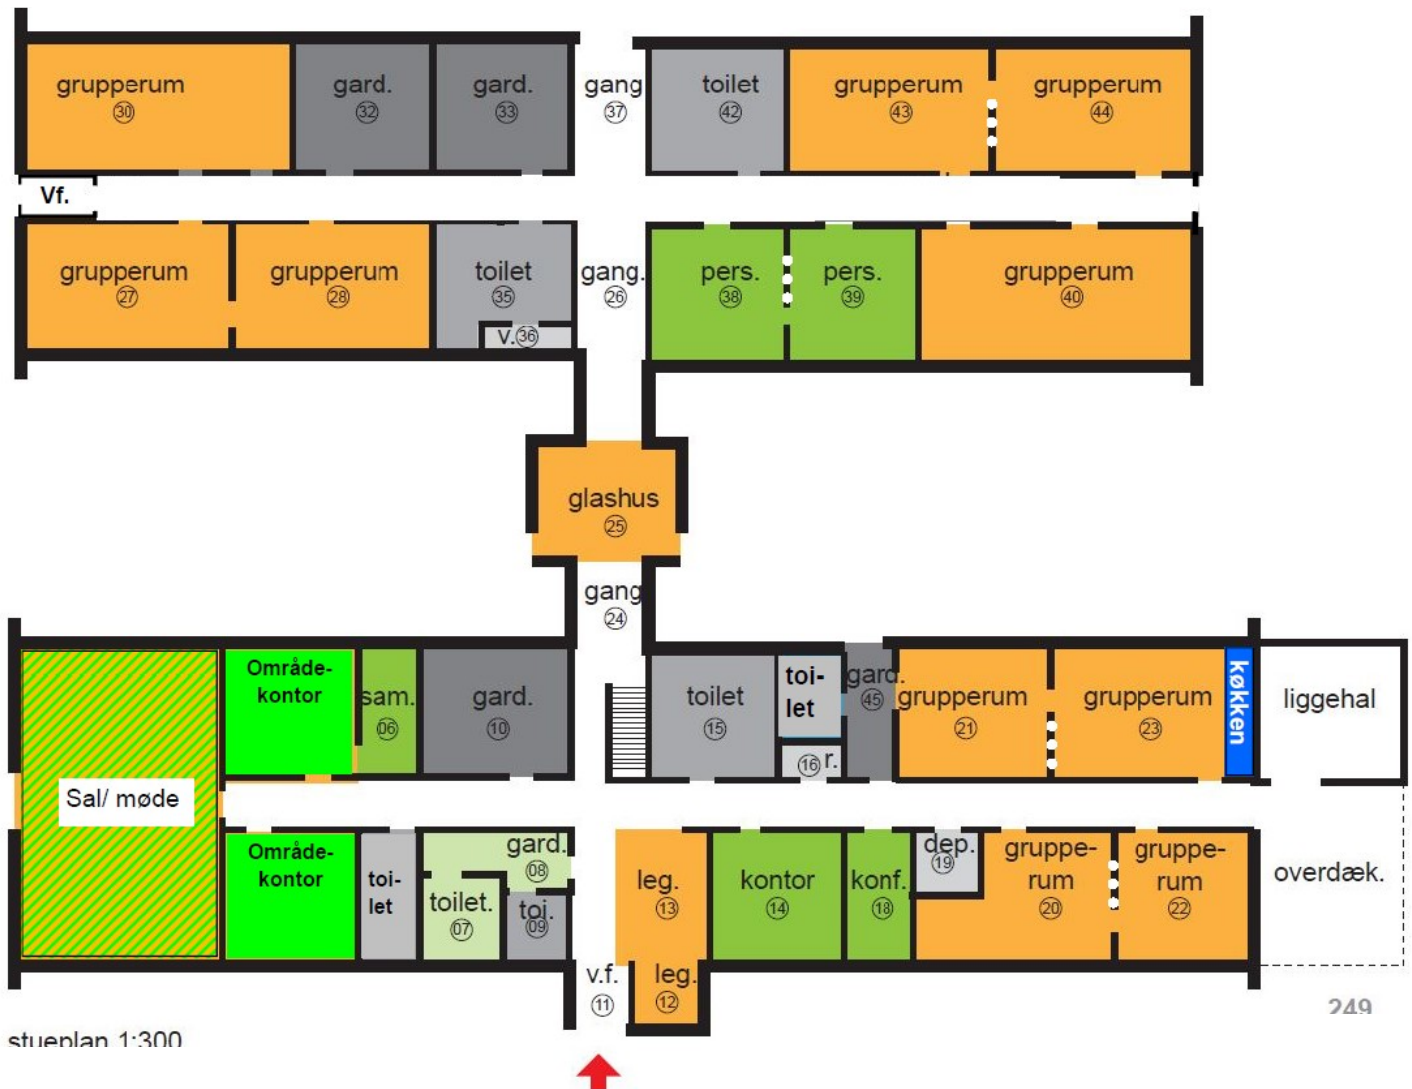 grupperum
30
gard.
32
gard.
33
gang
37
toilet
42
grupperum
43
grupperum
44
Vf.
grupperum
27
grupperum
28
toilet
35
v.36
gang.
26
pers.
38
pers.
39
grupperum
40
glashus
25
gang
24
Område-
kontor
sam.
06
gard.
10
toilet
15
toi-
let
16 r.
gard.
45
grupperum
21
grupperum
23
køkken
liggehal
Sal/ møde
Område-
kontor
toi-
let
gard.
08
toilet.
07
toi.
09
leg.
13
kontor
14
konf.
18
dep.
19
gruppe-
rum
20
gruppe-
rum
22
overdæk.
v.f.
11
leg.
12
249
stueplan 1:300